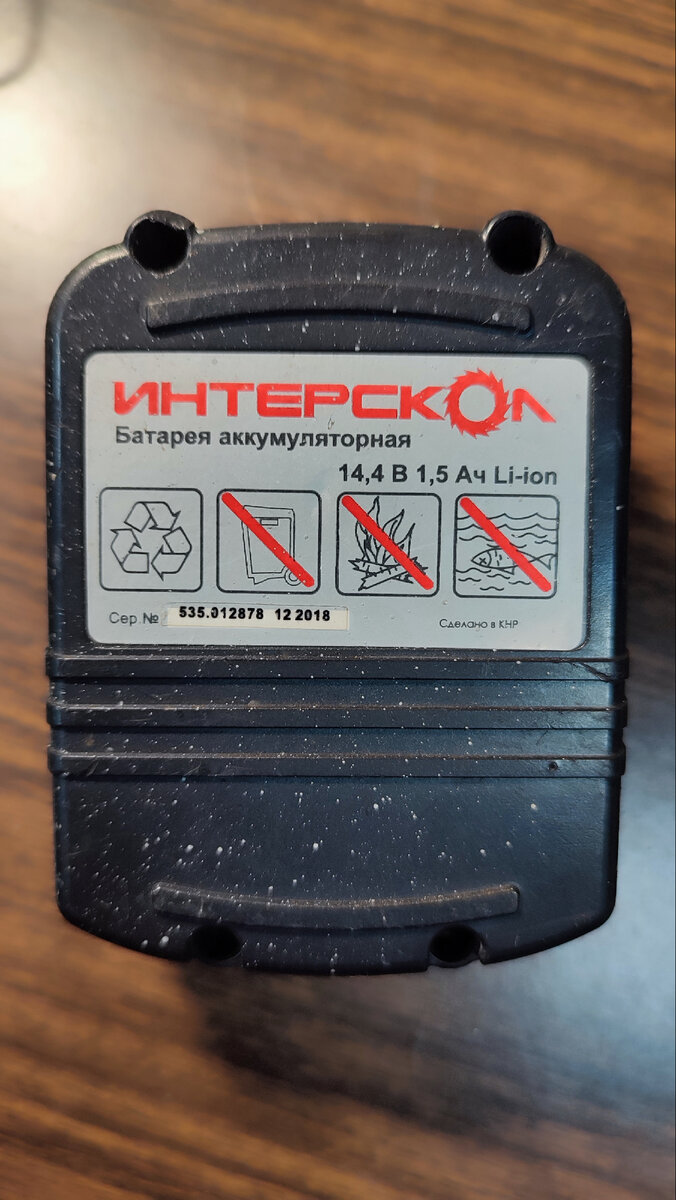 ИНТЕРСКОЛ
Батарея аккумуляторная
14,4 В 1,5 Ач Li-ion
Сер.№ 535.012878 12 2018
Сделано в КНР